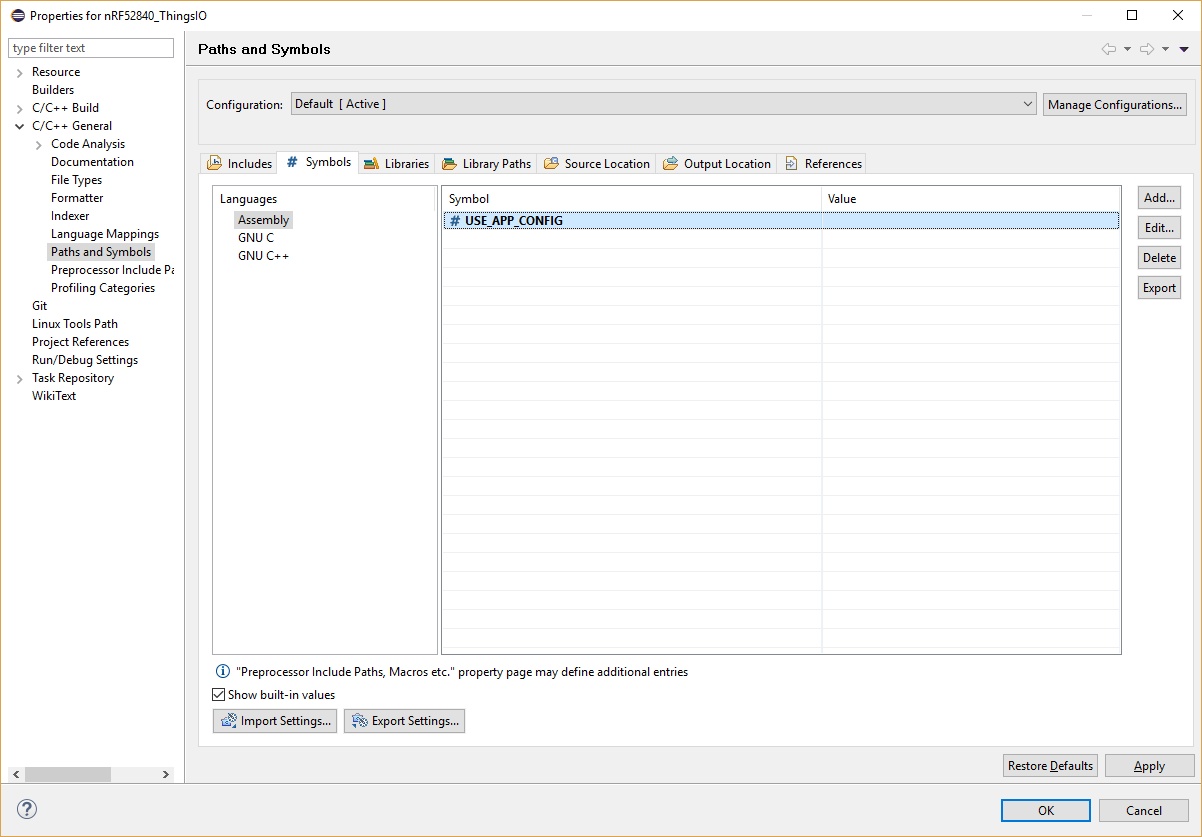 Properties for nRF52840_ThingsIO
type filter text
Resource
Builders
C/C++ Build
C/C++ General
Code Analysis
Documentation
File Types
Formatter
Indexer
Language Mappings
Paths and Symbols
Preprocessor Include Pa
Profiling Categories
Git
Linux Tools Path
Project References
Run/Debug Settings
Task Repository
WikiText
Paths and Symbols
Configuration: Default [ Active ] Manage Configurations...
Includes # Symbols Libraries Library Paths Source Location Output Location References
Languages
Assembly
GNU C
GNU C++
Symbol Value
# USE_APP_CONFIG
Add...
Edit...
Delete
Export
"Preprocessor Include Paths, Macros etc." property page may define additional entries
Show built-in values
Import Settings... Export Settings...
Restore Defaults Apply
OK Cancel